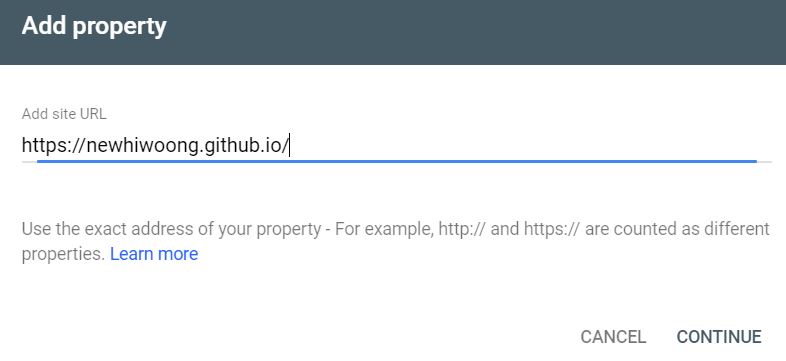 Add property
Add site URL
https://newhiwoong.github.io/
Use the exact address of your property - For example, http:// and https:// are counted as different
properties. Learn more
CANCEL CONTINUE